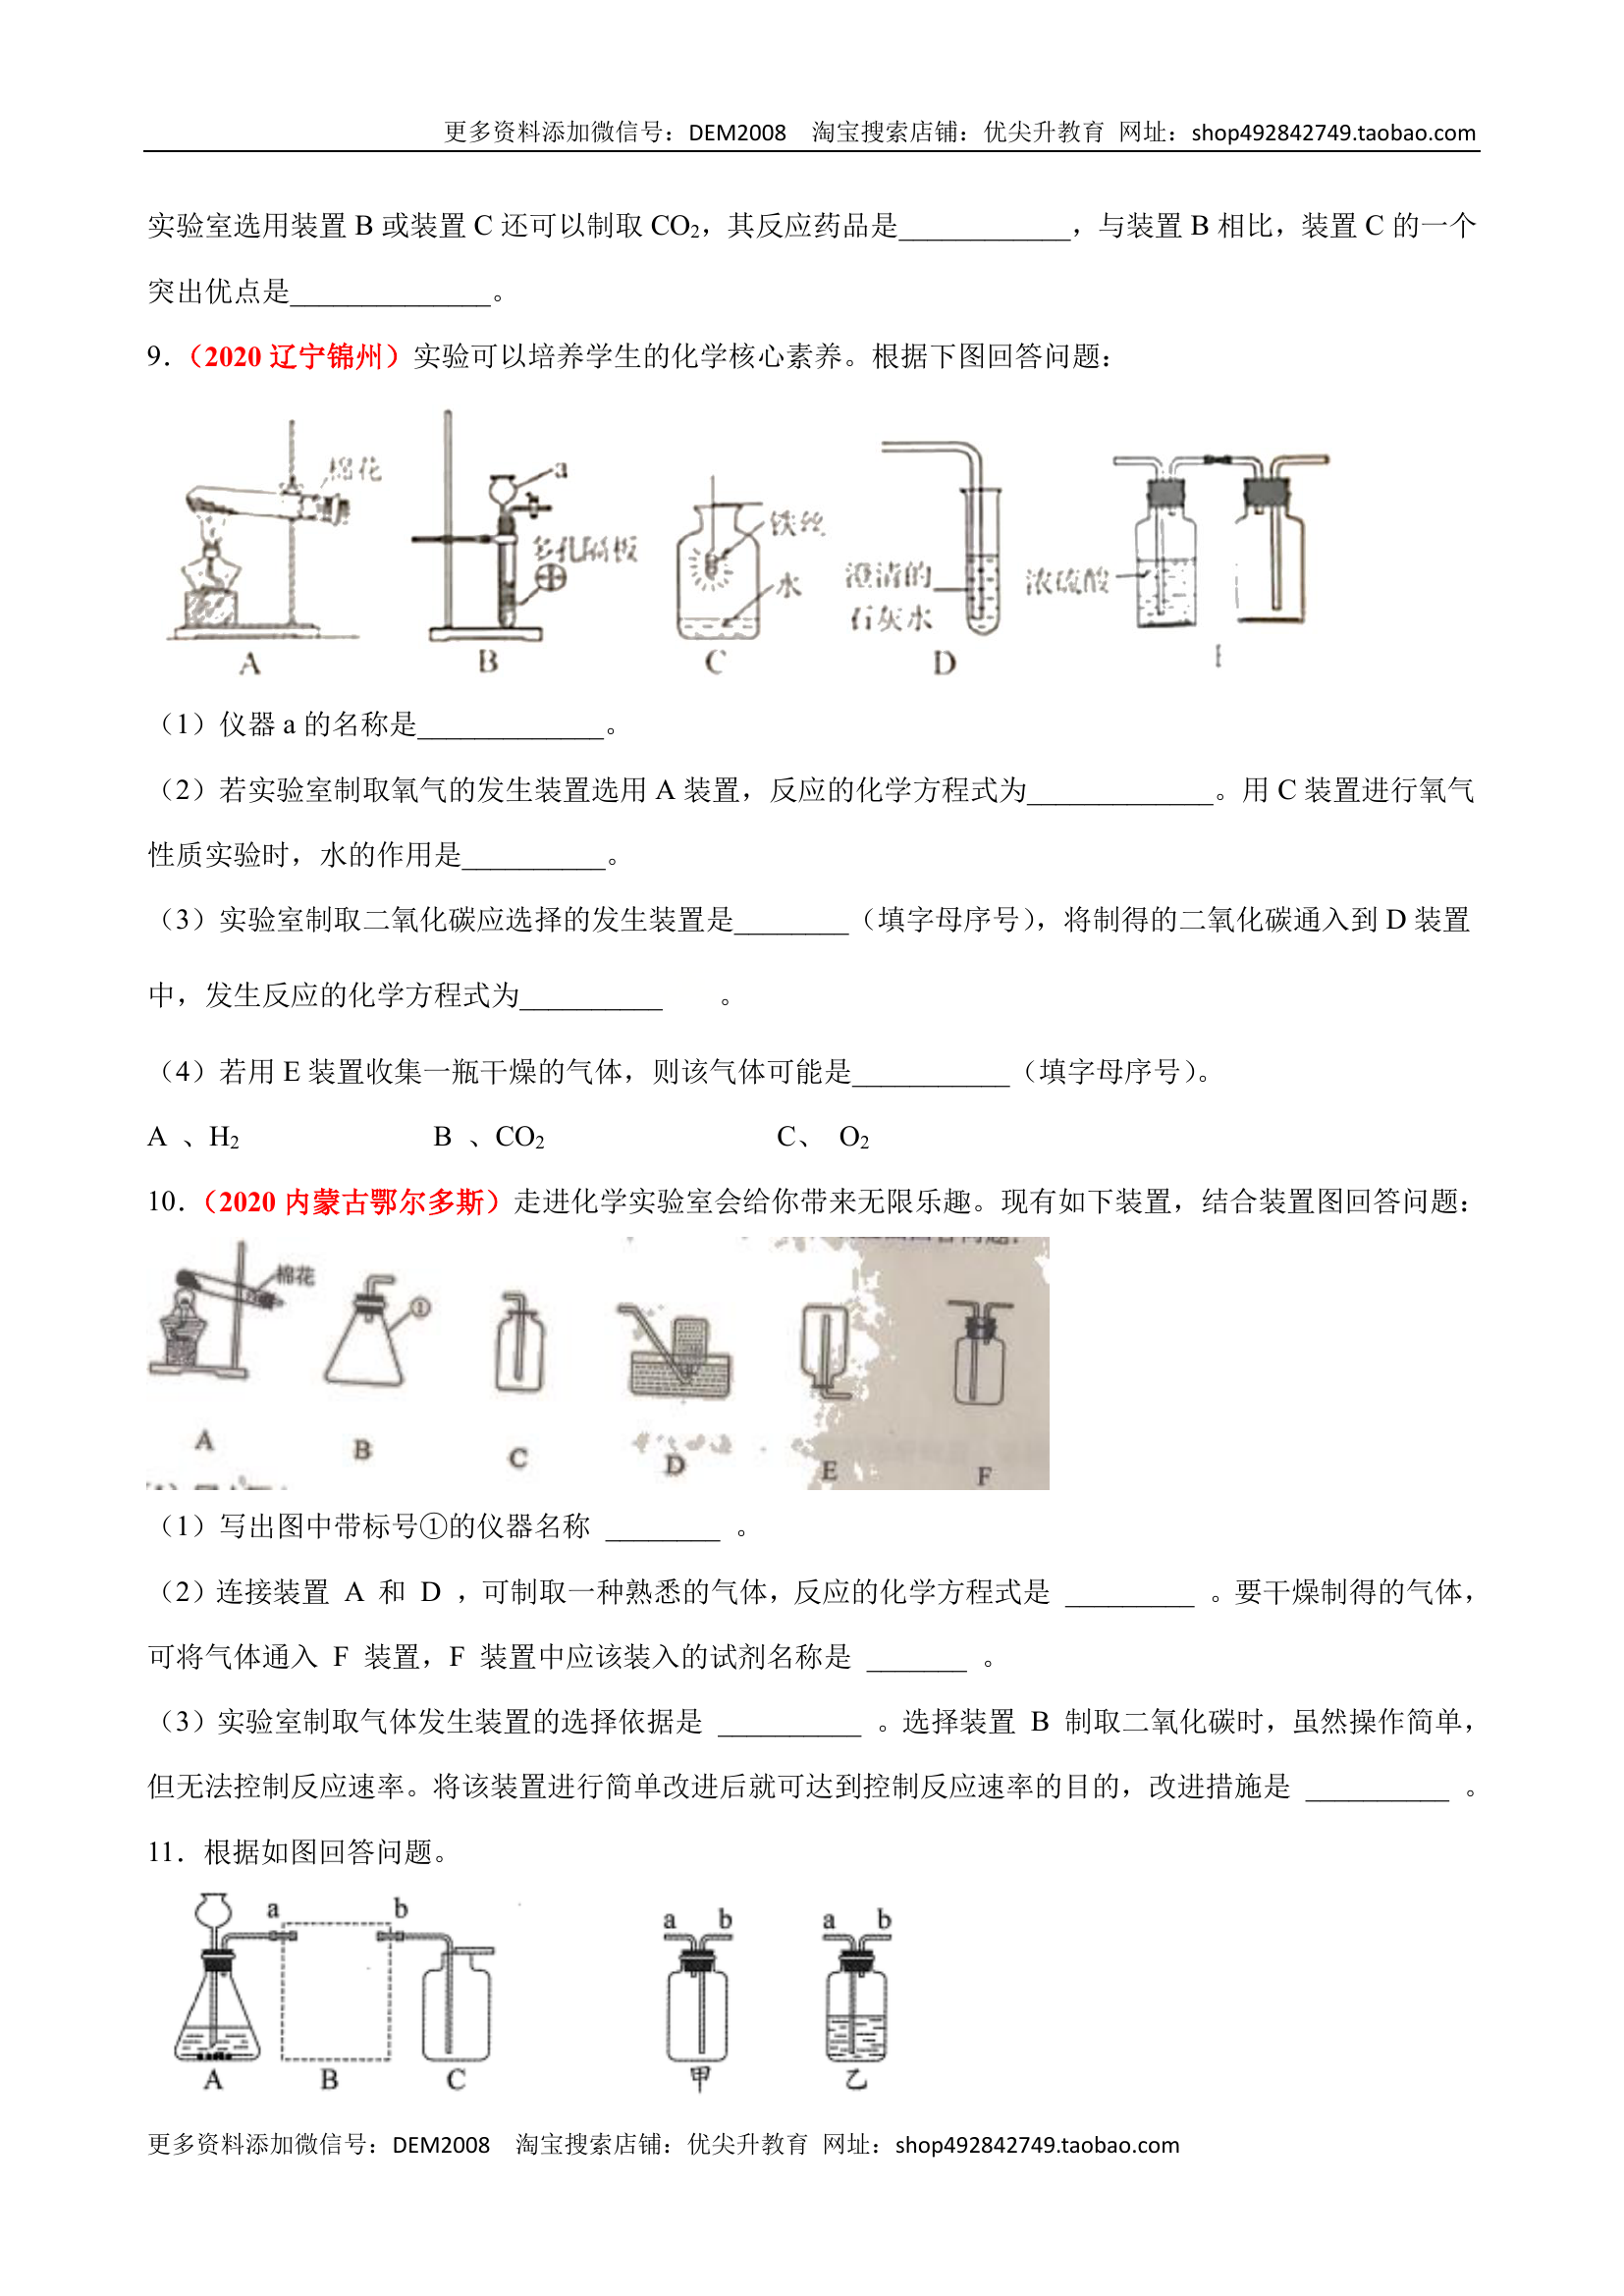 更多资料添加微信号：DEM2008 淘宝搜索店铺：优尖升教育 网址：shop492842749.taobao.com
实验室选用装置 B 或装置 C 还可以制取 CO₂，其反应药品是____________，与装置 B 相比，装置 C 的一个
突出优点是______________。
9．（2020 辽宁锦州）实验可以培养学生的化学核心素养。根据下图回答问题：
棉花 a 多孔隔板 铁丝 水 澄清的石灰水 浓硫酸
A B C D
（1）仪器 a 的名称是_____________。
（2）若实验室制取氧气的发生装置选用 A 装置，反应的化学方程式为_____________。用 C 装置进行氧气
性质实验时，水的作用是__________。
（3）实验室制取二氧化碳应选择的发生装置是________（填字母序号），将制得的二氧化碳通入到 D 装置
中，发生反应的化学方程式为__________ 。
（4）若用 E 装置收集一瓶干燥的气体，则该气体可能是___________（填字母序号）。
A 、H₂ B 、CO₂ C、 O₂
10．（2020 内蒙古鄂尔多斯）走进化学实验室会给你带来无限乐趣。现有如下装置，结合装置图回答问题：
棉花 ①
A B C D E F
（1）写出图中带标号①的仪器名称 ________ 。
（2）连接装置 A 和 D ，可制取一种熟悉的气体，反应的化学方程式是 _________ 。要干燥制得的气体，
可将气体通入 F 装置，F 装置中应该装入的试剂名称是 _______ 。
（3）实验室制取气体发生装置的选择依据是 __________ 。选择装置 B 制取二氧化碳时，虽然操作简单，
但无法控制反应速率。将该装置进行简单改进后就可达到控制反应速率的目的，改进措施是 __________ 。
11．根据如图回答问题。
a b a b a b
A B C 甲 乙
更多资料添加微信号：DEM2008 淘宝搜索店铺：优尖升教育 网址：shop492842749.taobao.com